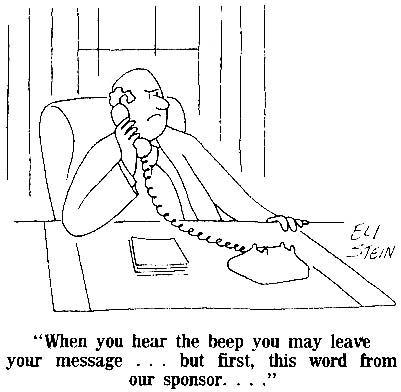 ELI
STEIN
"When you hear the beep you may leave
your message . . . but first, this word from
our sponsor. . . ."